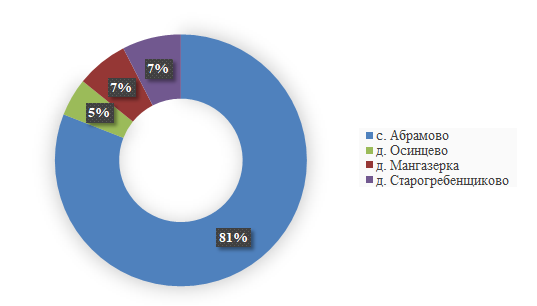 7%
7%
5%
81%
с. Абрамово
д. Осинцево
д. Мангазерка
д. Старогребенщиково